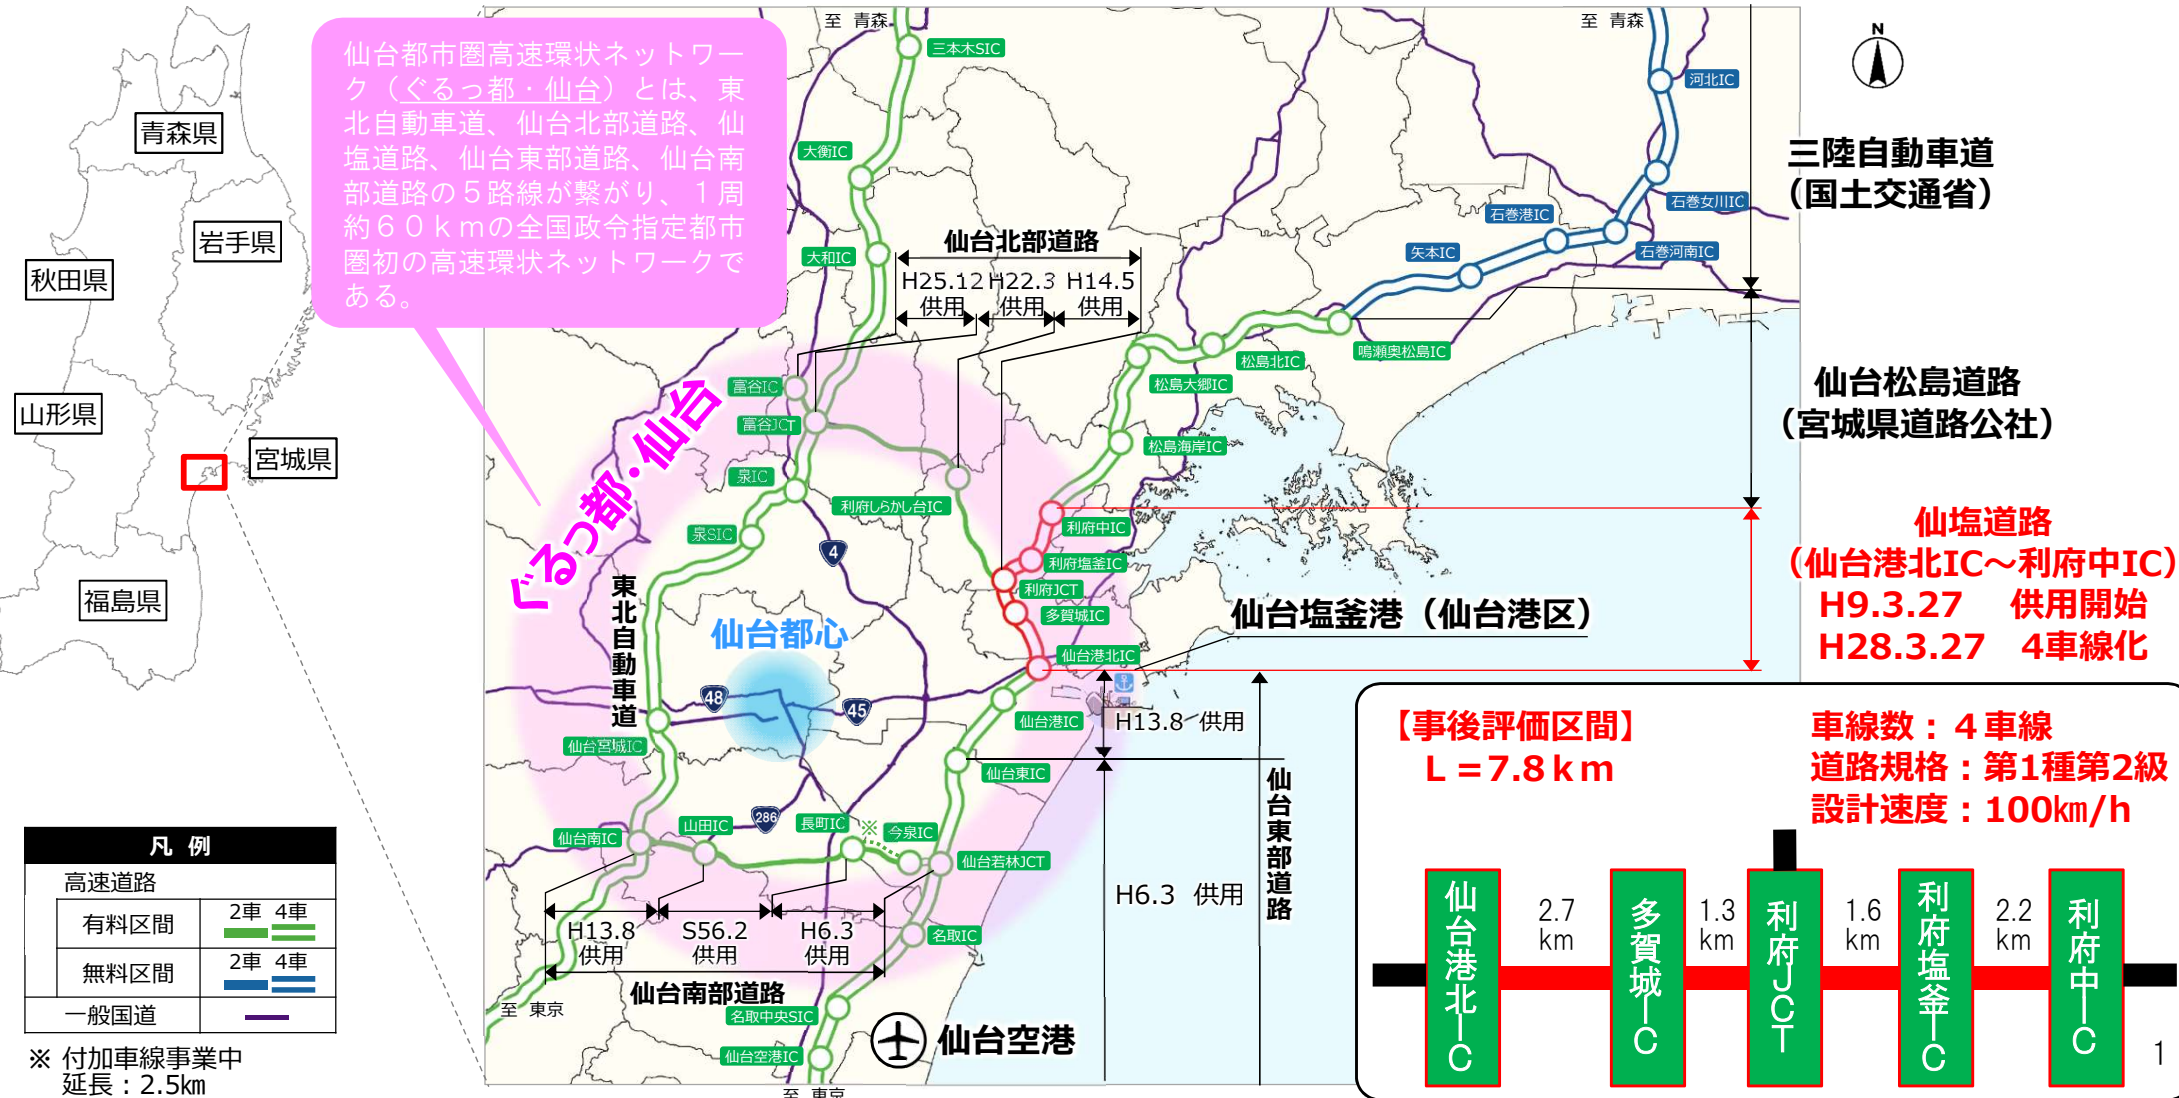 仙台都市圏高速環状ネットワー
ク（ぐるっ都・仙台）とは、東
北自動車道、仙台北部道路、仙
塩道路、仙台東部道路、仙台南
部道路の５路線が繋がり、１周
約６０ｋｍの全国政令指定都市
圏初の高速環状ネットワークで
ある。
青森県
岩手県
秋田県
山形県
宮城県
福島県
至 青森
至 青森
三本木SIC
大衡IC
大和IC
富谷IC
富谷JCT
泉IC
泉SIC
利府しらかし台IC
河北IC
石巻女川IC
石巻港IC
石巻河南IC
矢本IC
鳴瀬奥松島IC
松島北IC
松島大郷IC
松島海岸IC
利府中IC
利府塩釜IC
利府JCT
多賀城IC
仙台港北IC
仙台港IC
仙台東IC
仙台宮城IC
仙台南IC
山田IC
長町IC
※
今泉IC
仙台若林JCT
名取IC
名取中央SIC
仙台空港IC
仙台北部道路
H25.12
供用
H22.3
供用
H14.5
供用
ぐるっ都・仙台
東北自動車道
仙台都心
4
48
45
286
仙台塩釜港（仙台港区）
H13.8 供用
H6.3 供用
仙台東部道路
H13.8
供用
S56.2
供用
H6.3
供用
仙台南部道路
至 東京
至 東京
仙台空港
N
三陸自動車道
（国土交通省）
仙台松島道路
（宮城県道路公社）
仙塩道路
（仙台港北IC～利府中IC）
H9.3.27 供用開始
H28.3.27 4車線化
【事後評価区間】
Ｌ＝7.8ｋｍ
車線数：４車線
道路規格：第1種第2級
設計速度：100㎞/h
仙台港北ＩＣ
2.7
km
多賀城ＩＣ
1.3
km
利府ＪＣＴ
1.6
km
利府塩釜ＩＣ
2.2
km
利府中ＩＣ
1
凡 例
高速道路
有料区間
2車 4車
無料区間
2車 4車
一般国道
※ 付加車線事業中
延長：2.5㎞